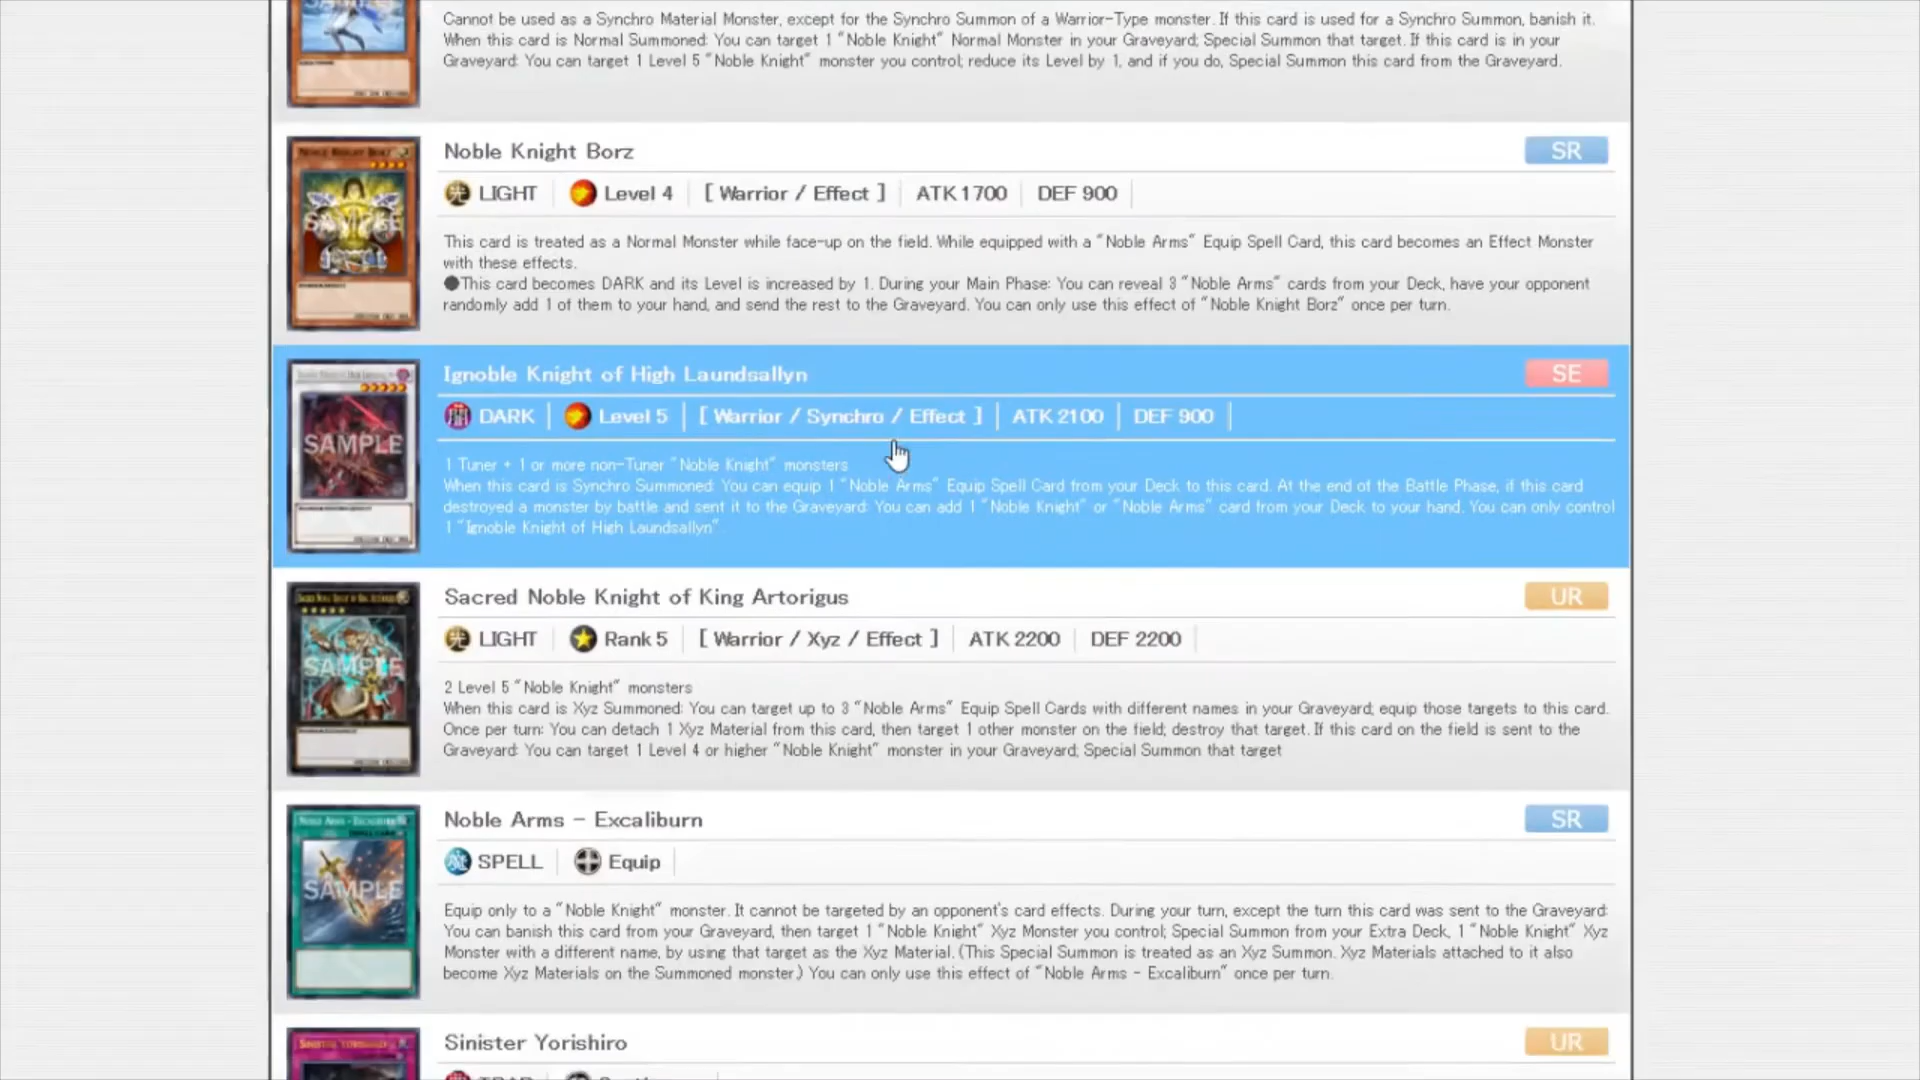 Cannot be used as a Synchro Material Monster, except for the Synchro Summon of a Warrior-Type monster. If this card is used for a Synchro Summon, banish it.
When this card is Normal Summoned: You can target 1 "Noble Knight" Normal Monster in your Graveyard; Special Summon that target. If this card is in your
Graveyard: You can target 1 Level 5 "Noble Knight" monster you control; reduce its Level by 1, and if you do, Special Summon this card from the Graveyard.
Noble Knight Borz
SR
光 LIGHT Level 4 [ Warrior / Effect ] ATK 1700 DEF 900
This card is treated as a Normal Monster while face-up on the field. While equipped with a "Noble Arms" Equip Spell Card, this card becomes an Effect Monster
with these effects.
●This card becomes DARK and its Level is increased by 1. During your Main Phase: You can reveal 3 "Noble Arms" cards from your Deck, have your opponent
randomly add 1 of them to your hand, and send the rest to the Graveyard. You can only use this effect of "Noble Knight Borz" once per turn.
SAMPLE
Ignoble Knight of High Laundsallyn
SE
DARK Level 5 [ Warrior / Synchro / Effect ] ATK 2100 DEF 900
1 Tuner + 1 or more non-Tuner "Noble Knight" monsters
When this card is Synchro Summoned: You can equip 1 "Noble Arms" Equip Spell Card from your Deck to this card. At the end of the Battle Phase, if this card
destroyed a monster by battle and sent it to the Graveyard: You can add 1 "Noble Knight" or "Noble Arms" card from your Deck to your hand. You can only control
1 "Ignoble Knight of High Laundsallyn".
SAMPLE
Sacred Noble Knight of King Artorigus
UR
光 LIGHT Rank 5 [ Warrior / Xyz / Effect ] ATK 2200 DEF 2200
2 Level 5 "Noble Knight" monsters
When this card is Xyz Summoned: You can target up to 3 "Noble Arms" Equip Spell Cards with different names in your Graveyard; equip those targets to this card.
Once per turn: You can detach 1 Xyz Material from this card, then target 1 other monster on the field; destroy that target. If this card on the field is sent to the
Graveyard: You can target 1 Level 4 or higher "Noble Knight" monster in your Graveyard; Special Summon that target
SAMPLE
Noble Arms - Excaliburn
SR
SPELL Equip
Equip only to a "Noble Knight" monster. It cannot be targeted by an opponent's card effects. During your turn, except the turn this card was sent to the Graveyard:
You can banish this card from your Graveyard, then target 1 "Noble Knight" Xyz Monster you control; Special Summon from your Extra Deck, 1 "Noble Knight" Xyz
Monster with a different name, by using that target as the Xyz Material. (This Special Summon is treated as an Xyz Summon. Xyz Materials attached to it also
become Xyz Materials on the Summoned monster.) You can only use this effect of "Noble Arms - Excaliburn" once per turn.
Sinister Yorishiro
UR